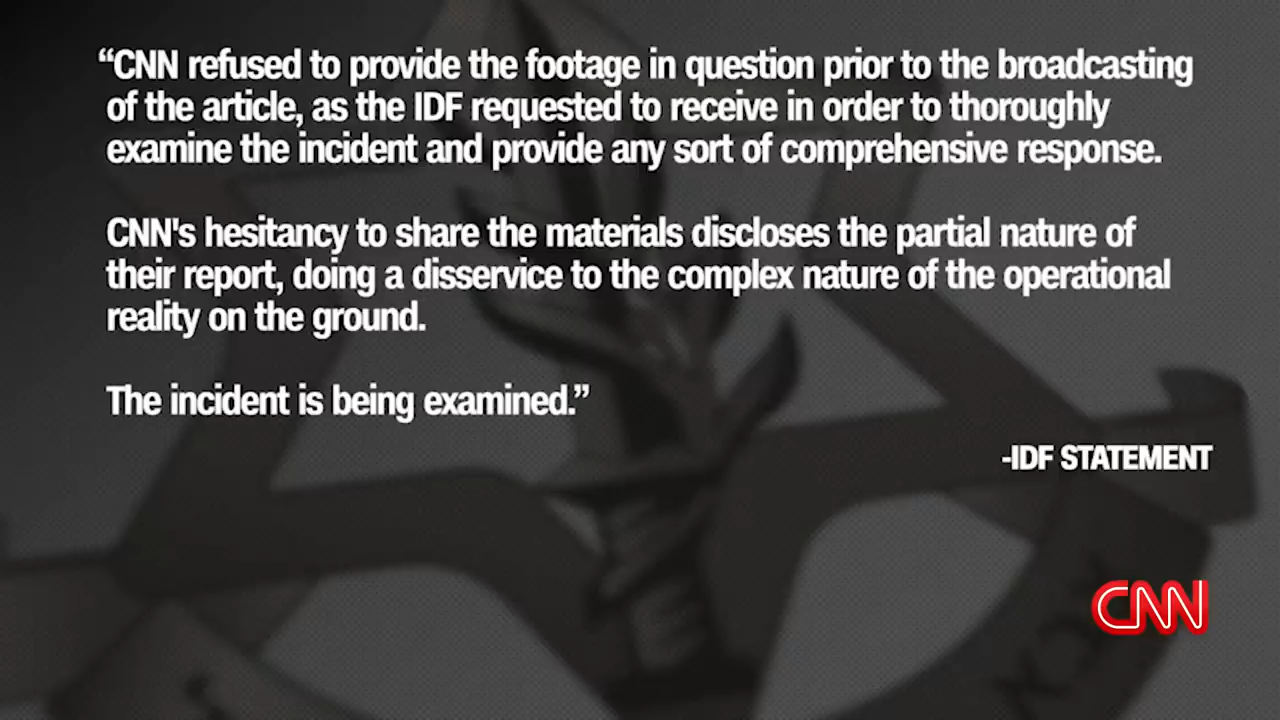 “CNN refused to provide the footage in question prior to the broadcasting
of the article, as the IDF requested to receive in order to thoroughly
examine the incident and provide any sort of comprehensive response.
CNN's hesitancy to share the materials discloses the partial nature of
their report, doing a disservice to the complex nature of the operational
reality on the ground.
The incident is being examined.”
-IDF STATEMENT
CNN